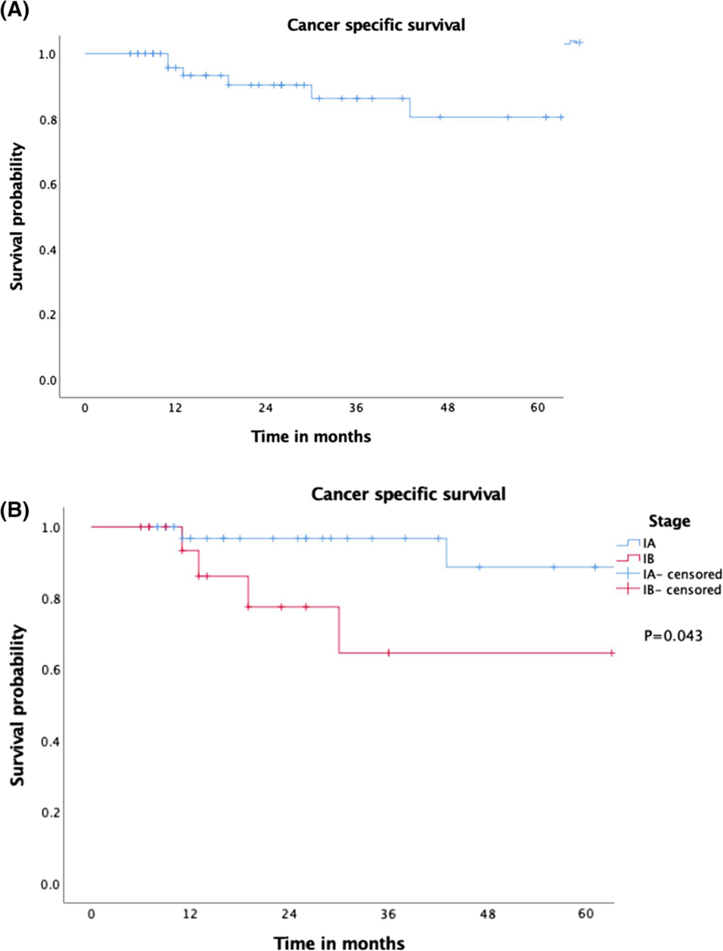 (A)
Cancer specific survival
1.0
0.8
0.6
0.4
0.2
0.0
Survival probability
0 12 24 36 48 60
Time in months
(B)
Cancer specific survival
1.0
0.8
0.6
0.4
0.2
0.0
Survival probability
0 12 24 36 48 60
Time in months
Stage
IA
IB
IA- censored
IB- censored
P=0.043